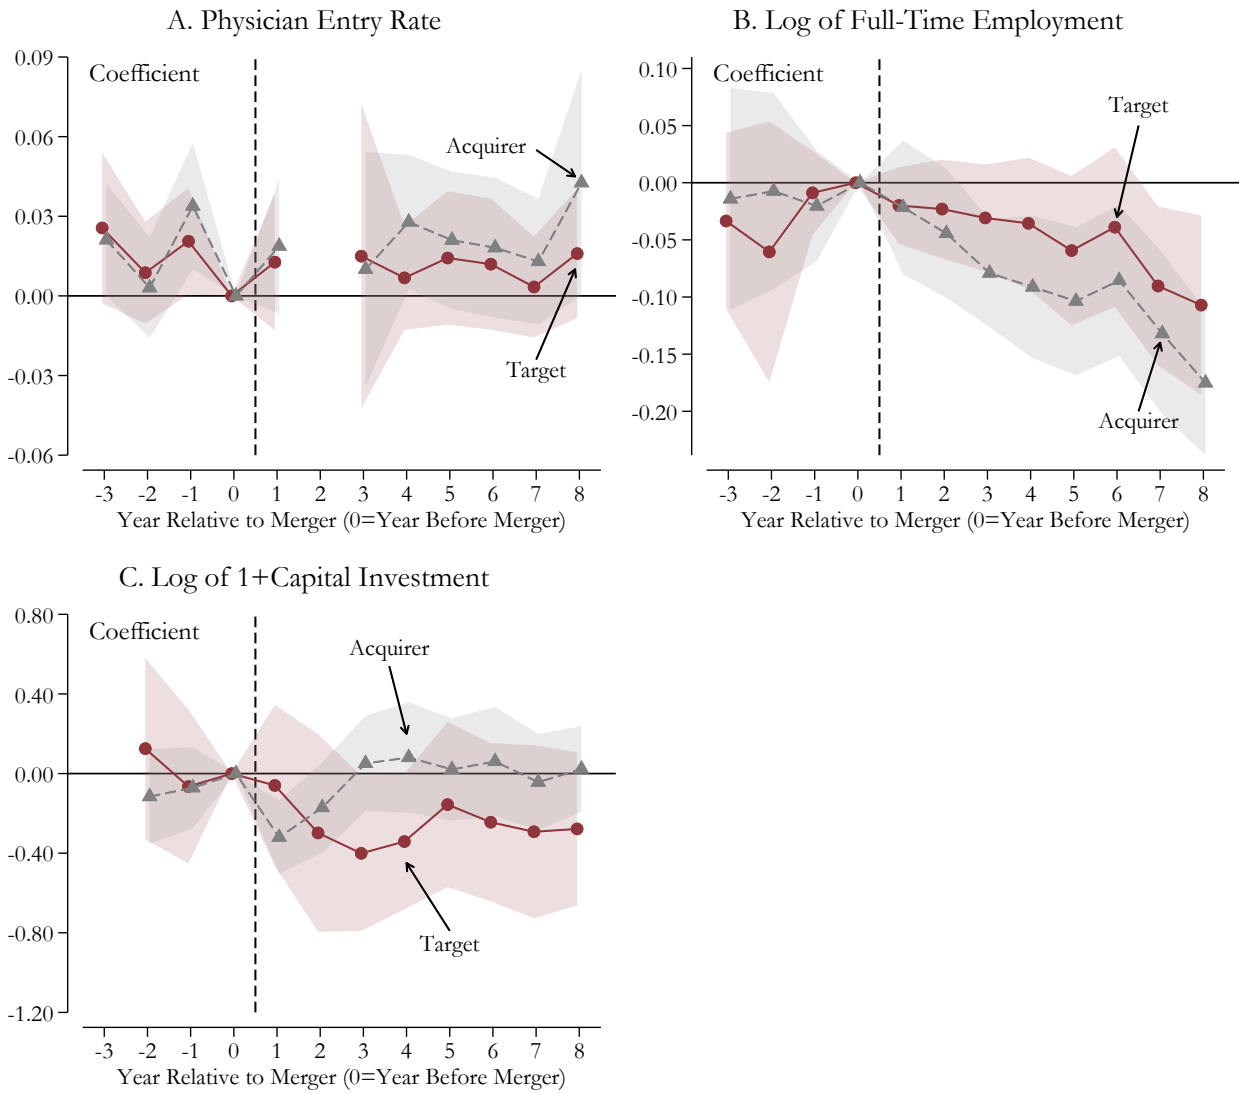 A. Physician Entry Rate
Coefficient
0.09
0.06
0.03
0.00
-0.03
-0.06
Acquirer
Target
-3 -2 -1 0 1 2 3 4 5 6 7 8
Year Relative to Merger (0=Year Before Merger)
B. Log of Full-Time Employment
Coefficient
0.10
0.05
0.00
-0.05
-0.10
-0.15
-0.20
Target
Acquirer
-3 -2 -1 0 1 2 3 4 5 6 7 8
Year Relative to Merger (0=Year Before Merger)
C. Log of 1+Capital Investment
Coefficient
0.80
0.40
0.00
-0.40
-0.80
-1.20
Acquirer
Target
-3 -2 -1 0 1 2 3 4 5 6 7 8
Year Relative to Merger (0=Year Before Merger)